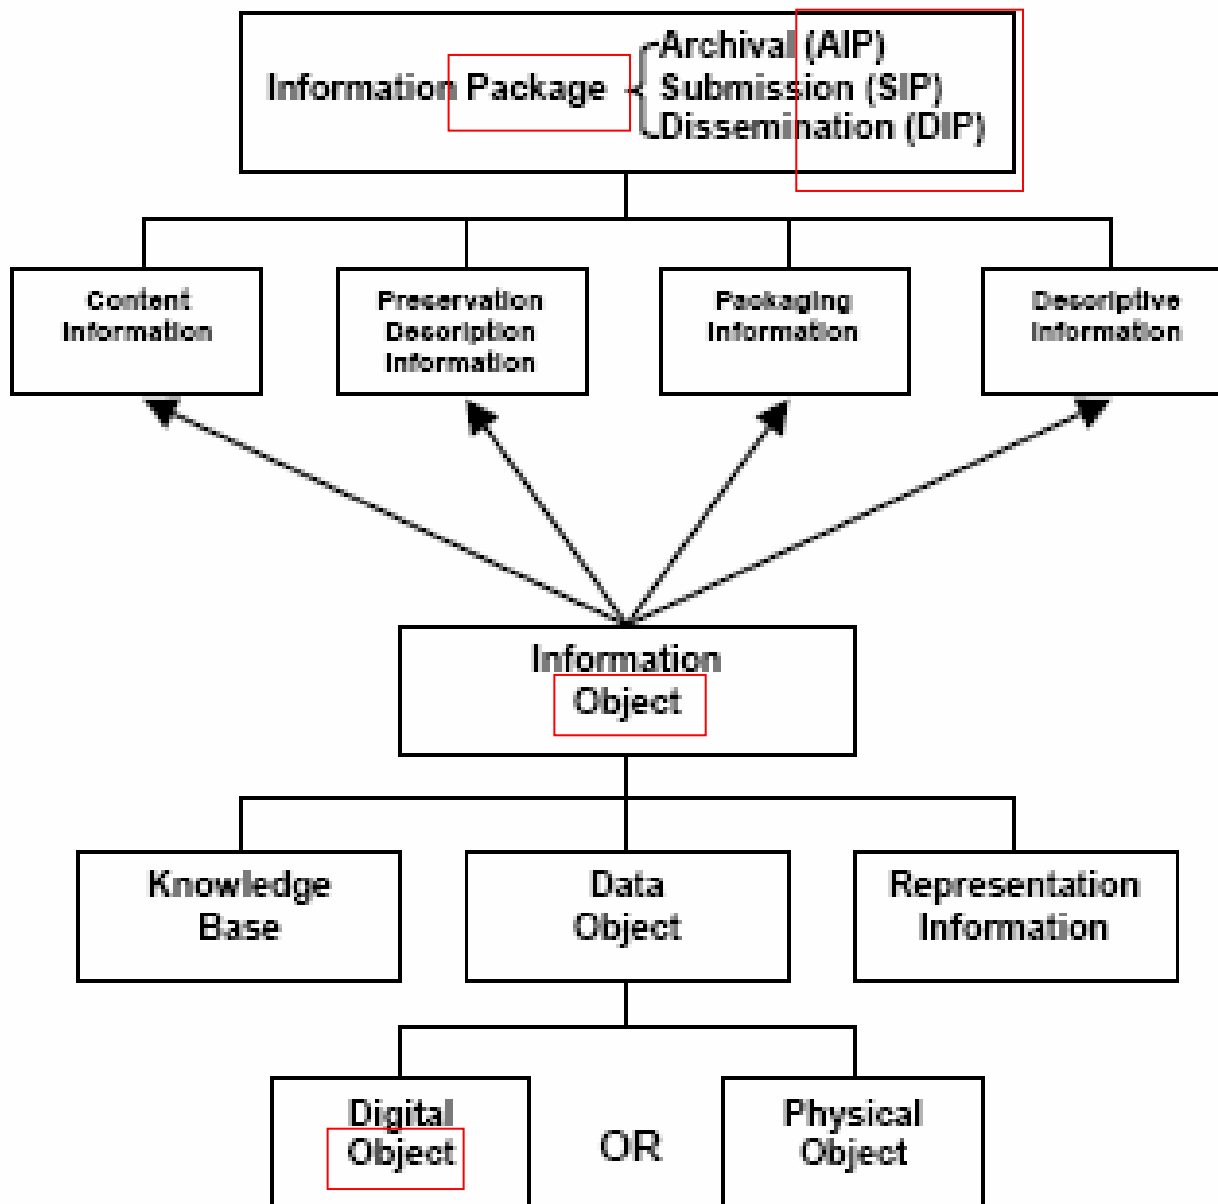 Archival (AIP)
Information Package
Submission (SIP)
Dissemination (DIP)
Content
Information
Preservation
Description
Information
Packaging
Information
Descriptive
Information
Information
Object
Knowledge
Base
Data
Object
Representation
Information
Digital
Object
OR
Physical
Object